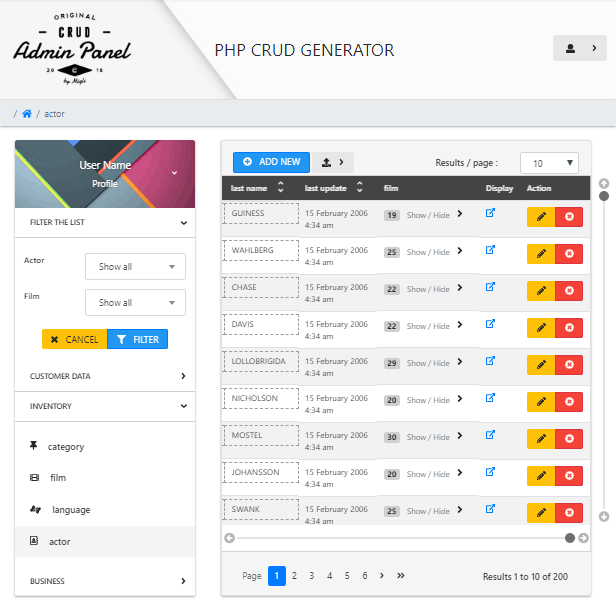 ORIGINAL
CRUD
Admin Panel
20 C 16
by Migli
PHP CRUD GENERATOR
/ / actor
User Name
Profile
FILTER THE LIST
Actor Show all
Film Show all
CANCEL FILTER
CUSTOMER DATA
INVENTORY
category
film
language
actor
BUSINESS
ADD NEW Results / page : 10
last name last update film Display Action
GUINESS 15 February 2006 4:34 am 19 Show / Hide
WAHLBERG 15 February 2006 4:34 am 25 Show / Hide
CHASE 15 February 2006 4:34 am 22 Show / Hide
DAVIS 15 February 2006 4:34 am 22 Show / Hide
LOLLOBRIGIDA 15 February 2006 4:34 am 29 Show / Hide
NICHOLSON 15 February 2006 4:34 am 20 Show / Hide
MOSTEL 15 February 2006 4:34 am 30 Show / Hide
JOHANSSON 15 February 2006 4:34 am 20 Show / Hide
SWANK 15 February 2006 4:34 am 25 Show / Hide
Page 1 2 3 4 5 6 › » Results 1 to 10 of 200